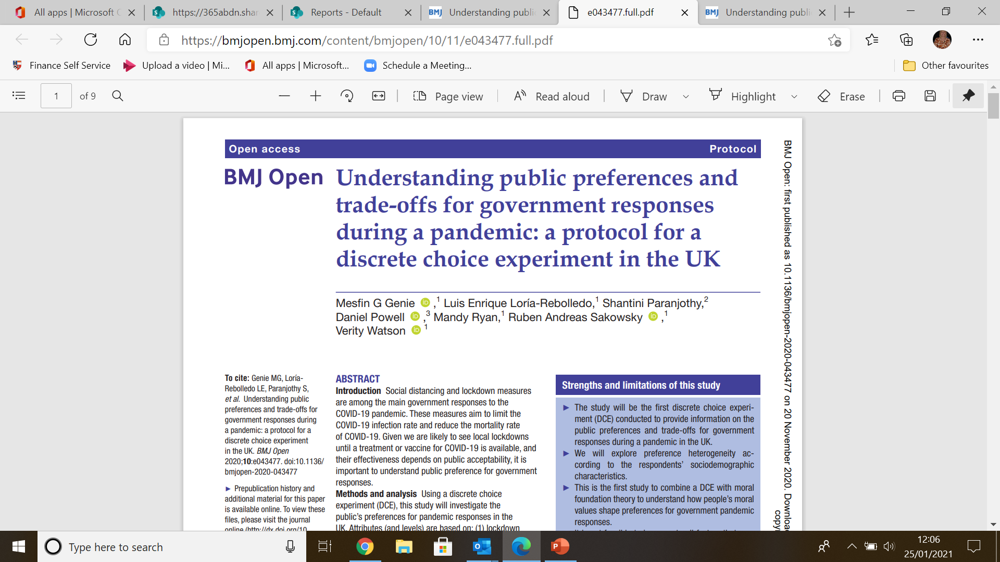 All apps | Microsoft
https://365abdn.shar
Reports - Default
BMJ Understanding publi
e043477.full.pdf
BMJ Understanding publi
https://bmjopen.bmj.com/content/bmjopen/10/11/e043477.full.pdf
Finance Self Service
Upload a video | Mi...
All apps | Microsoft...
Schedule a Meeting...
Other favourites
1 of 9
Page view
Read aloud
Draw
Highlight
Erase
Open access
Protocol
BMJ Open
Understanding public preferences and
trade-offs for government responses
during a pandemic: a protocol for a
discrete choice experiment in the UK
Mesfin G Genie iD ,1 Luis Enrique Loría-Rebolledo,1 Shantini Paranjothy,2
Daniel Powell iD ,3 Mandy Ryan,1 Ruben Andreas Sakowsky iD ,1
Verity Watson iD 1
To cite: Genie MG, Loría-
Rebolledo LE, Paranjothy S,
et al. Understanding public
preferences and trade-offs for
government responses during
a pandemic: a protocol for a
discrete choice experiment
in the UK. BMJ Open
2020;10:e043477. doi:10.1136/
bmjopen-2020-043477
► Prepublication history and
additional material for this paper
is available online. To view these
files, please visit the journal
online (http://dx.doi.org/10.
ABSTRACT
Introduction Social distancing and lockdown measures
are among the main government responses to the
COVID-19 pandemic. These measures aim to limit the
COVID-19 infection rate and reduce the mortality rate
of COVID-19. Given we are likely to see local lockdowns
until a treatment or vaccine for COVID-19 is available, and
their effectiveness depends on public acceptability, it is
important to understand public preference for government
responses.
Methods and analysis Using a discrete choice
experiment (DCE), this study will investigate the
public's preferences for pandemic responses in the
UK. Attributes (and levels) are based on: (1) lockdown
Strengths and limitations of this study
► The study will be the first discrete choice experi-
ment (DCE) conducted to provide information on the
public preferences and trade-offs for government
responses during a pandemic in the UK.
► We will explore preference heterogeneity ac-
cording to the respondents' sociodemographic
characteristics.
► This is the first study to combine a DCE with moral
foundation theory to understand how people's moral
values shape preferences for government pandemic
responses.
BMJ Open: first published as 10.1136/bmjopen-2020-043477 on 20 November 2020. Downloa
copy
Type here to search
12:06
25/01/2021